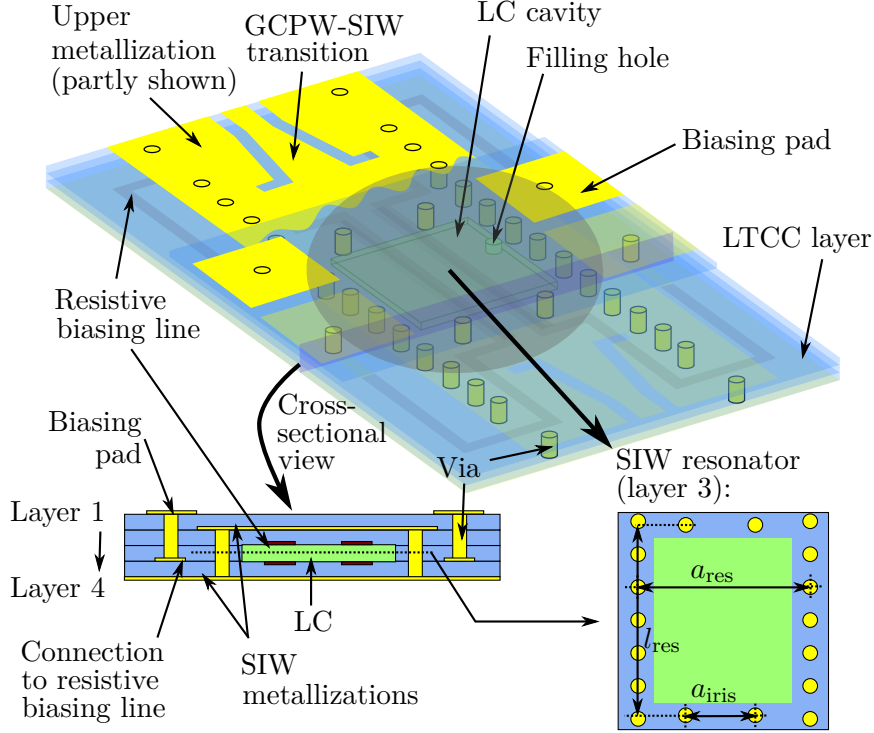 Upper
metallization
(partly shown)
GCPW-SIW
transition
LC cavity
Filling hole
Biasing pad
LTCC layer
Resistive
biasing line
Biasing
pad
Cross-
sectional
view
Via
SIW resonator
(layer 3):
Layer 1
Layer 4
LC
Connection
to resistive
biasing line
SIW
metallizations
a_res
l_res
a_iris